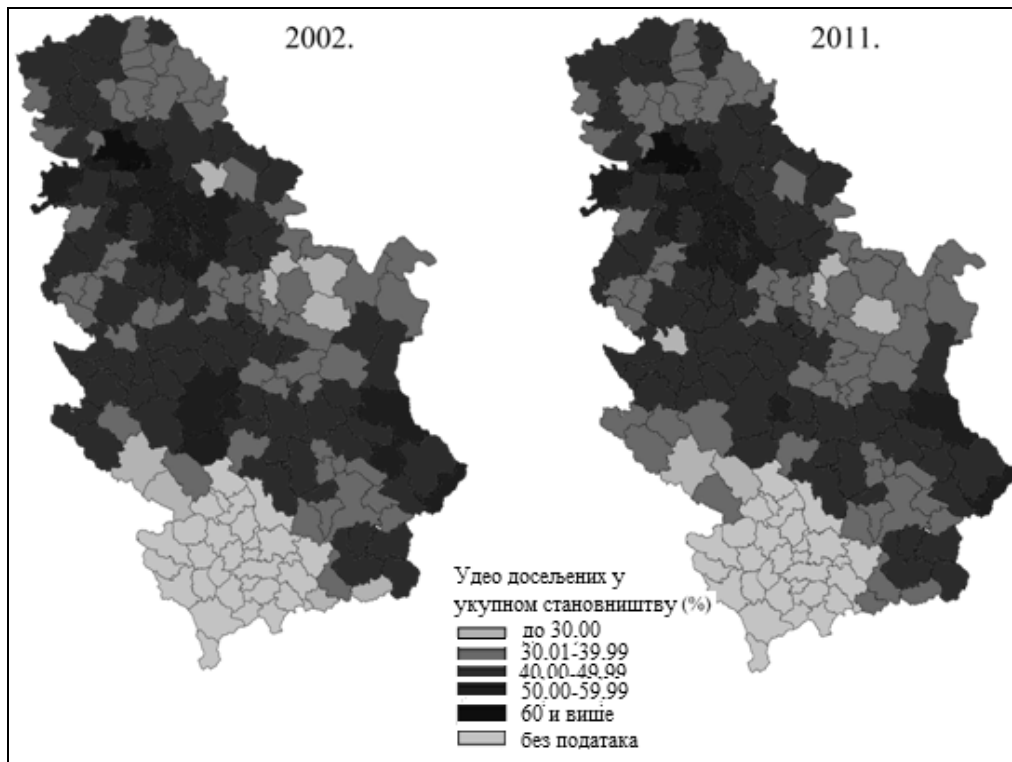 2002.
2011.
Удео досељених у
укупном становништву (%)
до 30.00
30.01-39.99
40.00-49.99
50.00-59.99
60 и више
без података